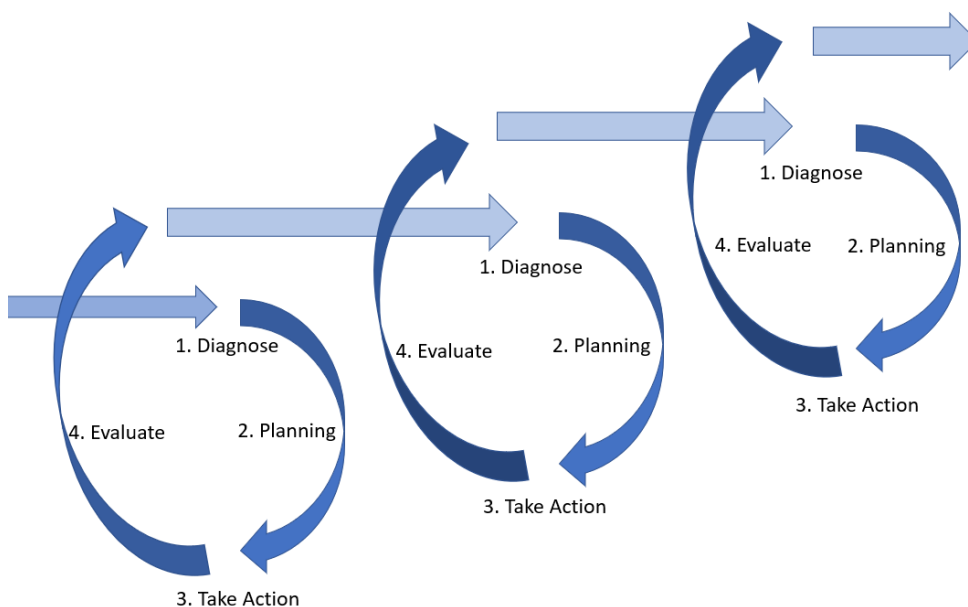 1. Diagnose
2. Planning
3. Take Action
4. Evaluate
1. Diagnose
2. Planning
3. Take Action
4. Evaluate
1. Diagnose
2. Planning
3. Take Action
4. Evaluate